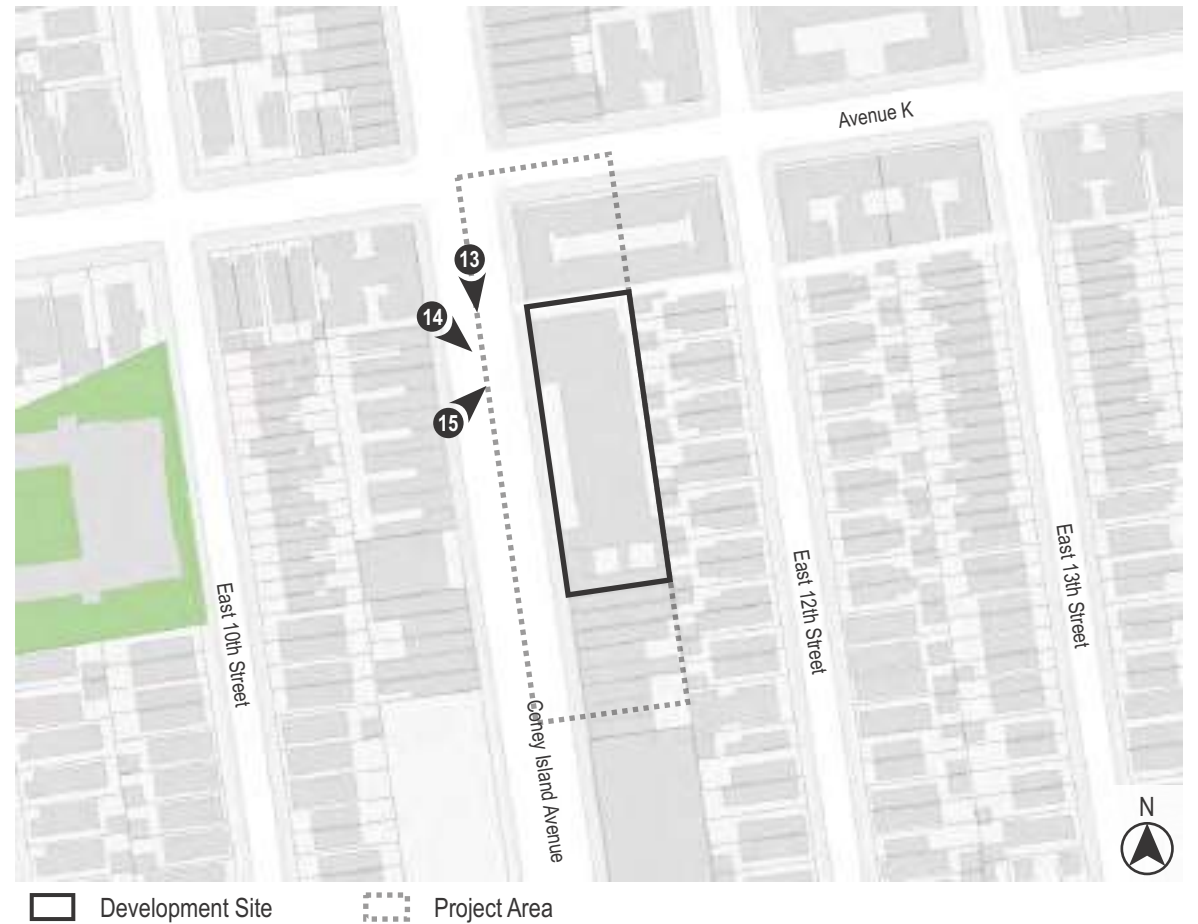 Avenue K
13
14
15
East 10th Street
Coney Island Avenue
East 12th Street
East 13th Street
N
Development Site
Project Area